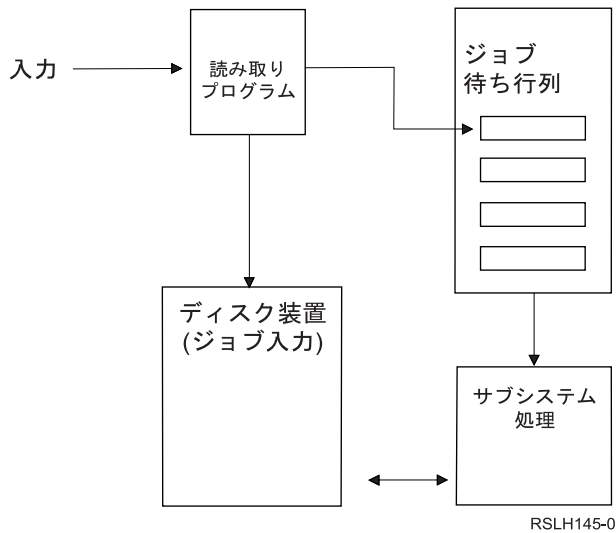 入力
読み取り
プログラム
ジョブ
待ち行列
ディスク装置
(ジョブ入力)
サブシステム
処理
RSLH145-0